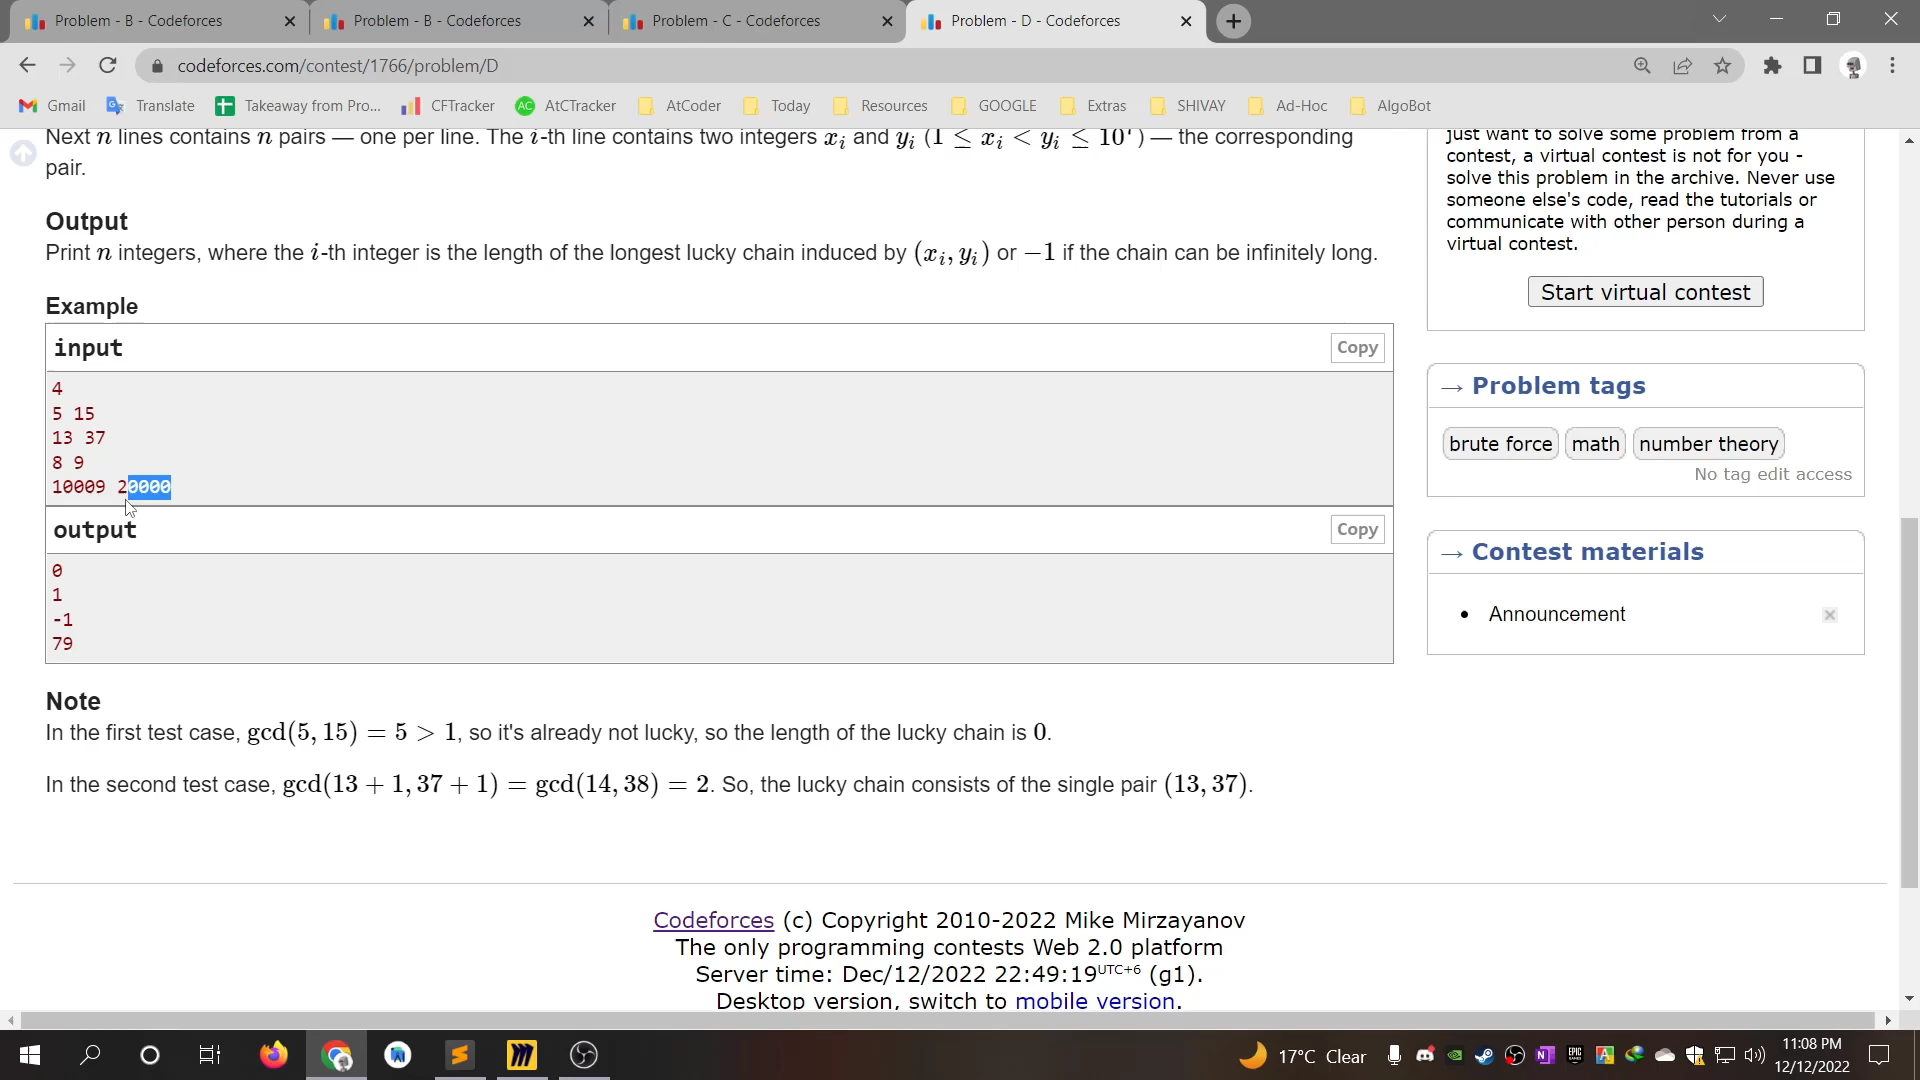 Problem - B - Codeforces
Problem - B - Codeforces
Problem - C - Codeforces
Problem - D - Codeforces
codeforces.com/contest/1766/problem/D
Gmail
Translate
Takeaway from Pro...
CFTracker
AC
AtCTracker
AtCoder
Today
Resources
GOOGLE
Extras
SHIVAY
Ad-Hoc
AlgoBot
Next n lines contains n pairs — one per line. The i-th line contains two integers xᵢ and yᵢ (1 ≤ xᵢ < yᵢ ≤ 10⁷) — the corresponding
pair.
Output
Print n integers, where the i-th integer is the length of the longest lucky chain induced by (xᵢ, yᵢ) or −1 if the chain can be infinitely long.
Example
input
Copy
4
5 15
13 37
8 9
10009 20000
output
Copy
0
1
-1
79
Note
In the first test case, gcd(5, 15) = 5 > 1, so it's already not lucky, so the length of the lucky chain is 0.
In the second test case, gcd(13 + 1, 37 + 1) = gcd(14, 38) = 2. So, the lucky chain consists of the single pair (13, 37).
just want to solve some problem from a
contest, a virtual contest is not for you -
solve this problem in the archive. Never use
someone else's code, read the tutorials or
communicate with other person during a
virtual contest.
Start virtual contest
→ Problem tags
brute force
math
number theory
No tag edit access
→ Contest materials
• Announcement
Codeforces (c) Copyright 2010-2022 Mike Mirzayanov
The only programming contests Web 2.0 platform
Server time: Dec/12/2022 22:49:19 UTC+6 (g1).
Desktop version, switch to mobile version.
17°C Clear
11:08 PM
12/12/2022